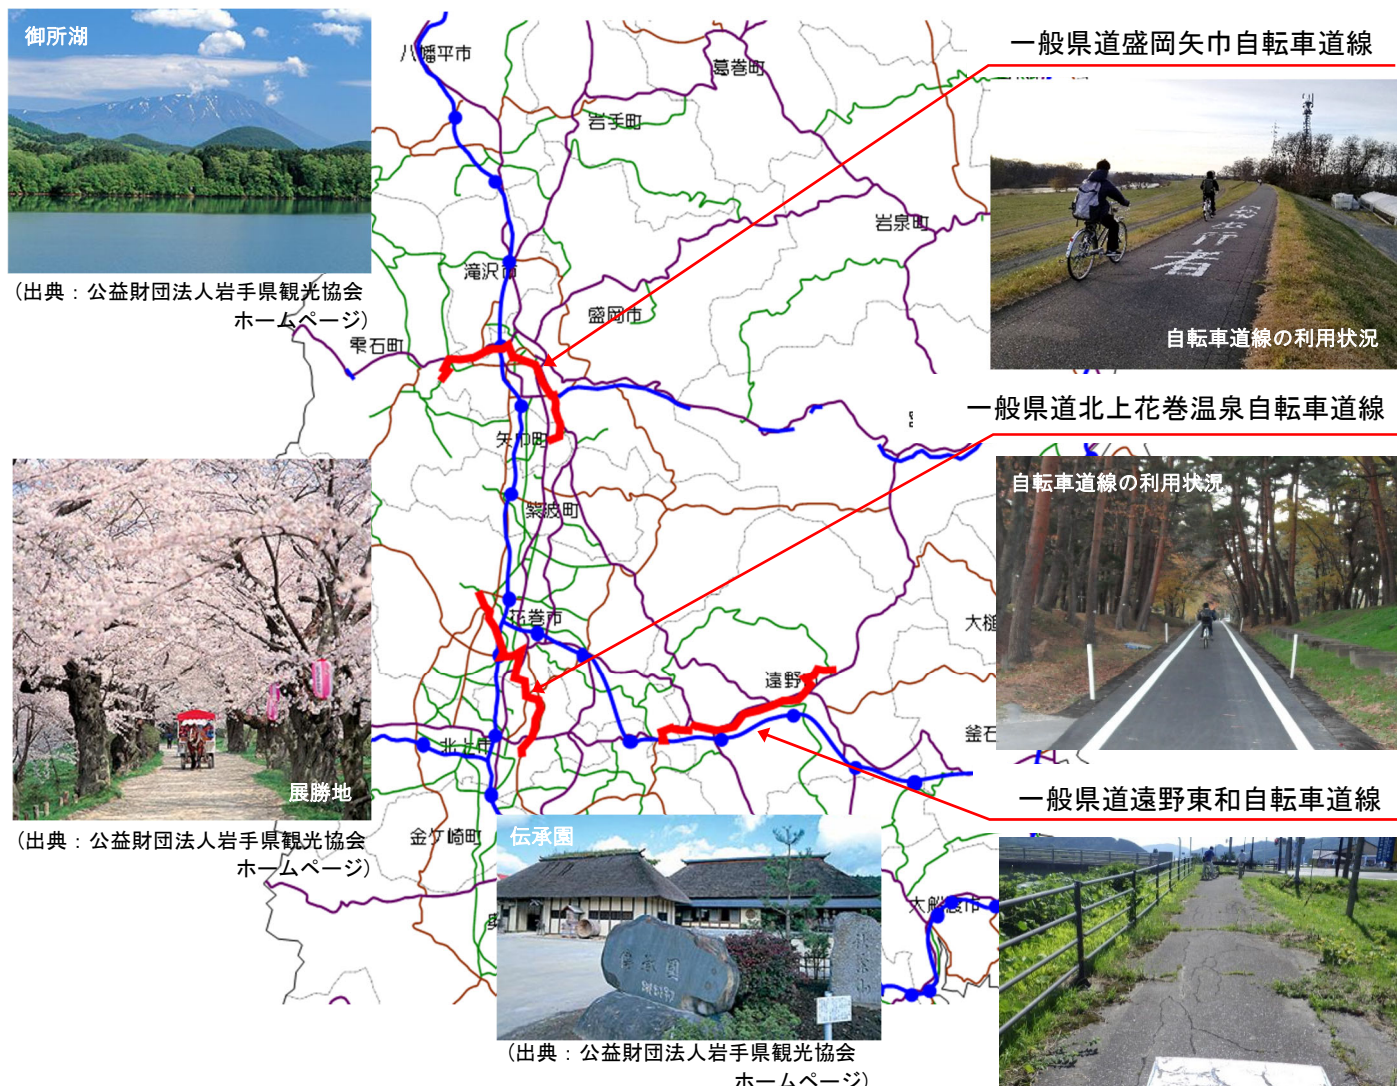 御所湖
(出典：公益財団法人岩手県観光協会
ホームページ)
八幡平市
葛巻町
岩手町
岩泉町
滝沢市
盛岡市
雫石町
矢巾町
紫波町
花巻市
大槌
遠野
釜石
北上市
金ケ崎町
大船渡市
一般県道盛岡矢巾自転車道線
歩行者
自転車道線の利用状況
一般県道北上花巻温泉自転車道線
自転車道線の利用状況
一般県道遠野東和自転車道線
展勝地
(出典：公益財団法人岩手県観光協会
ホームページ)
伝承園
伝承園
(出典：公益財団法人岩手県観光協会
ホームページ)